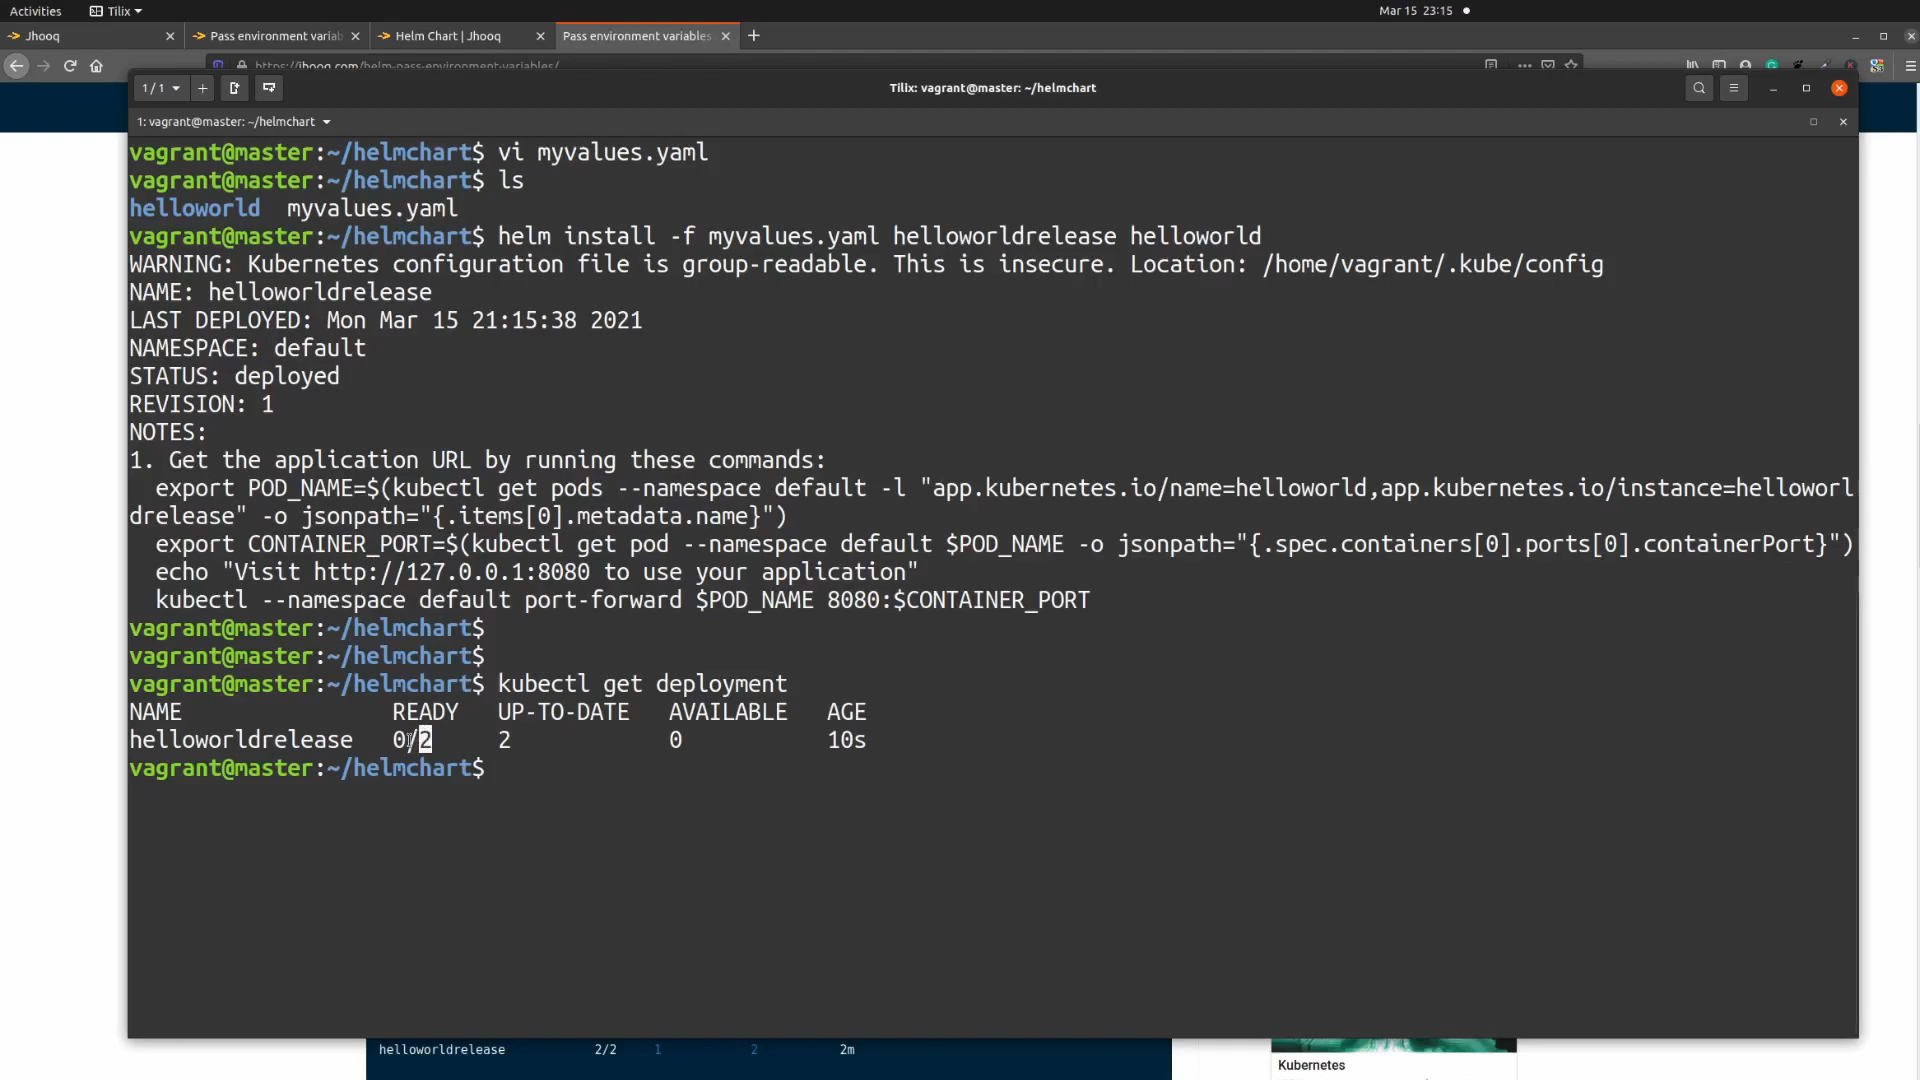 Activities Tilix Mar 15 23:15
Jhooq Pass environment variab Helm Chart | Jhooq Pass environment variables
https://jhooq.com/helm-pass-environment-variables/
1 / 1 Tilix: vagrant@master: ~/helmchart
1: vagrant@master: ~/helmchart
vagrant@master:~/helmchart$ vi myvalues.yaml
vagrant@master:~/helmchart$ ls
helloworld myvalues.yaml
vagrant@master:~/helmchart$ helm install -f myvalues.yaml helloworldrelease helloworld
WARNING: Kubernetes configuration file is group-readable. This is insecure. Location: /home/vagrant/.kube/config
NAME: helloworldrelease
LAST DEPLOYED: Mon Mar 15 21:15:38 2021
NAMESPACE: default
STATUS: deployed
REVISION: 1
NOTES:
1. Get the application URL by running these commands:
export POD_NAME=$(kubectl get pods --namespace default -l "app.kubernetes.io/name=helloworld,app.kubernetes.io/instance=helloworl
drelease" -o jsonpath="{.items[0].metadata.name}")
export CONTAINER_PORT=$(kubectl get pod --namespace default $POD_NAME -o jsonpath="{.spec.containers[0].ports[0].containerPort}")
echo "Visit http://127.0.0.1:8080 to use your application"
kubectl --namespace default port-forward $POD_NAME 8080:$CONTAINER_PORT
vagrant@master:~/helmchart$
vagrant@master:~/helmchart$
vagrant@master:~/helmchart$ kubectl get deployment
NAME READY UP-TO-DATE AVAILABLE AGE
helloworldrelease 0/2 2 0 10s
vagrant@master:~/helmchart$
helloworldrelease 2/2 1 2 2m
Kubernetes